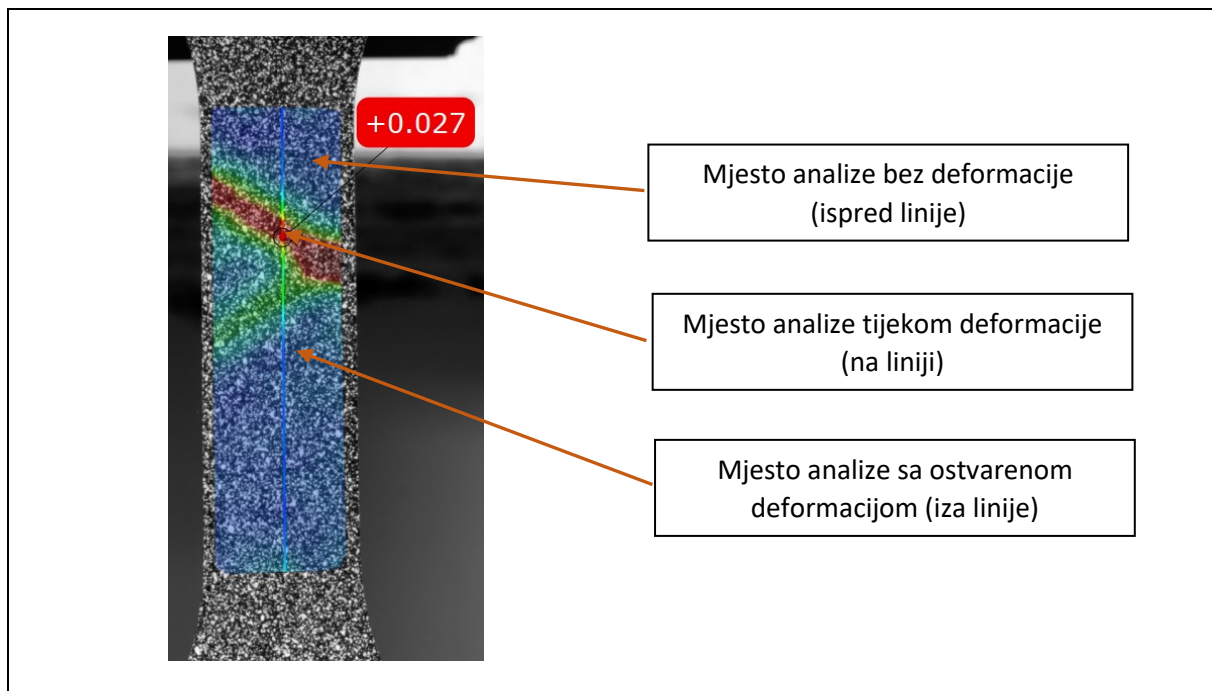 +0.027
Mjesto analize bez deformacije
(ispred linije)
Mjesto analize tijekom deformacije
(na liniji)
Mjesto analize sa ostvarenom
deformacijom (iza linije)